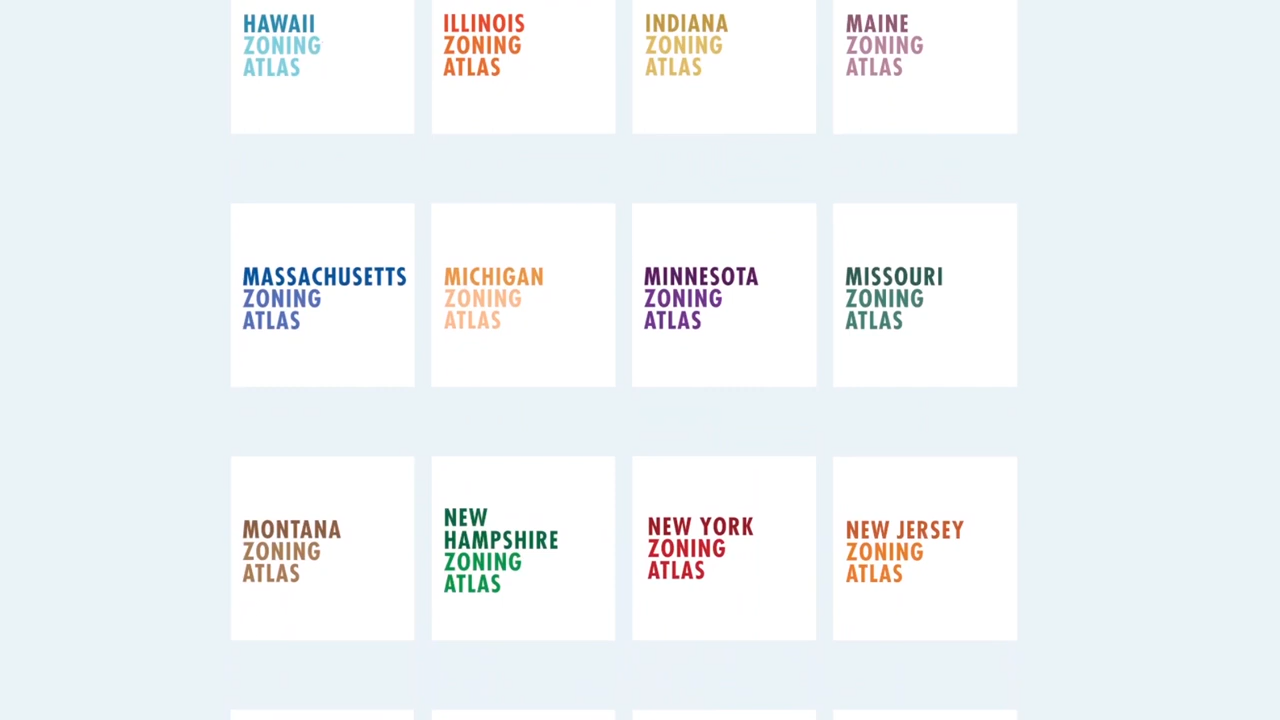 HAWAII
ZONING
ATLAS
ILLINOIS
ZONING
ATLAS
INDIANA
ZONING
ATLAS
MAINE
ZONING
ATLAS
MASSACHUSETTS
ZONING
ATLAS
MICHIGAN
ZONING
ATLAS
MINNESOTA
ZONING
ATLAS
MISSOURI
ZONING
ATLAS
MONTANA
ZONING
ATLAS
NEW
HAMPSHIRE
ZONING
ATLAS
NEW YORK
ZONING
ATLAS
NEW JERSEY
ZONING
ATLAS